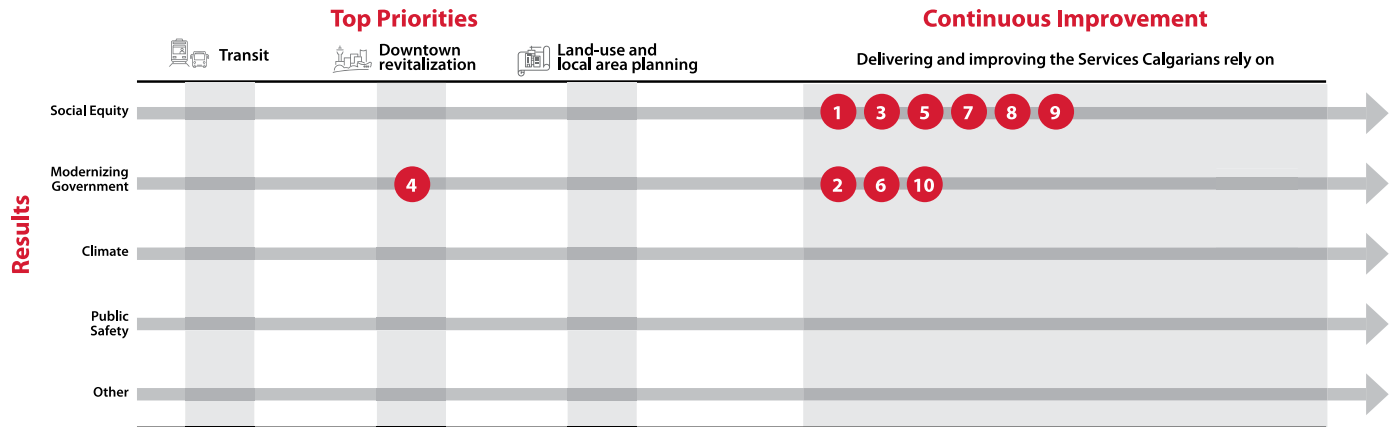 Top Priorities
Continuous Improvement
Transit
Downtown
revitalization
Land-use and
local area planning
Delivering and improving the Services Calgarians rely on
Results
Social Equity
1 3 5 7 8 9
Modernizing
Government
4
2 6 10
Climate
Public
Safety
Other